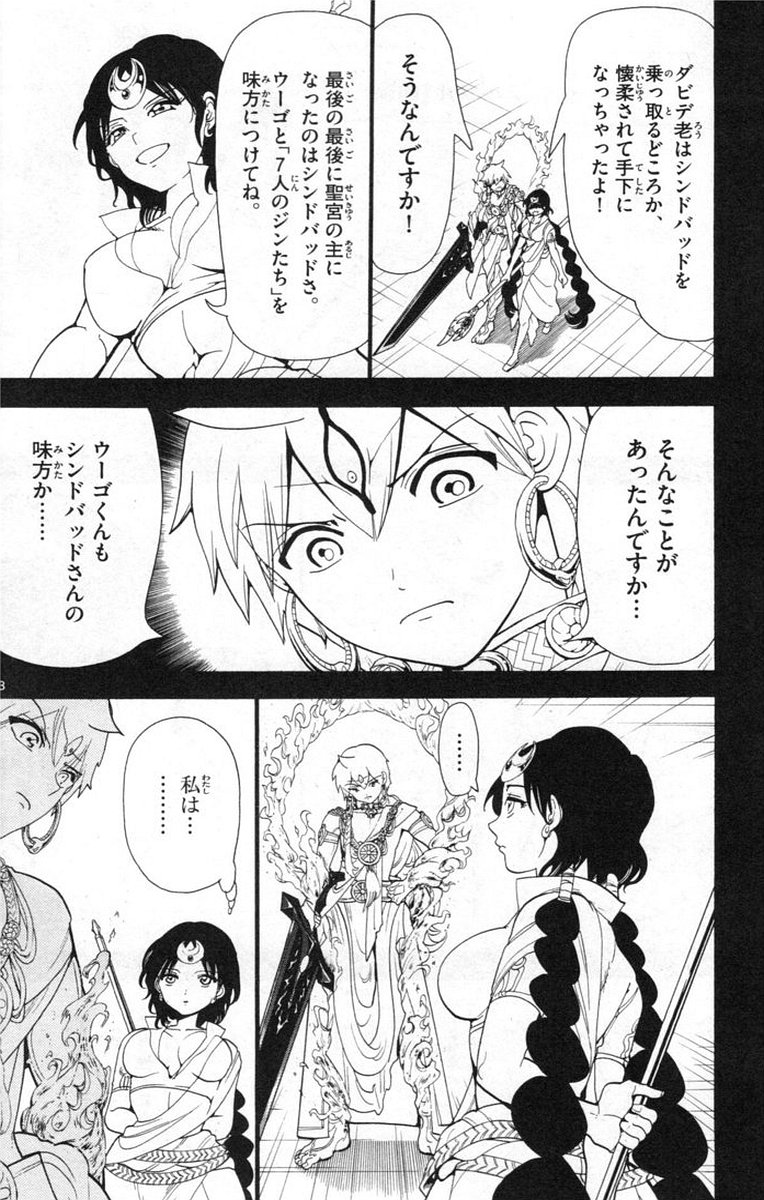 ダビデ老はシンドバッドを
乗っ取るどころか、
懐柔されて手下に
なっちゃったよ！
そうなんですか！
最後の最後に聖宮の主に
なったのはシンドバッドさ。
ウーゴと「7人のジンたち」を
味方につけてね。
そんなことが
あったんですか…
ウーゴくんも
シンドバッドさんの
味方か……
……
私は…
………
3